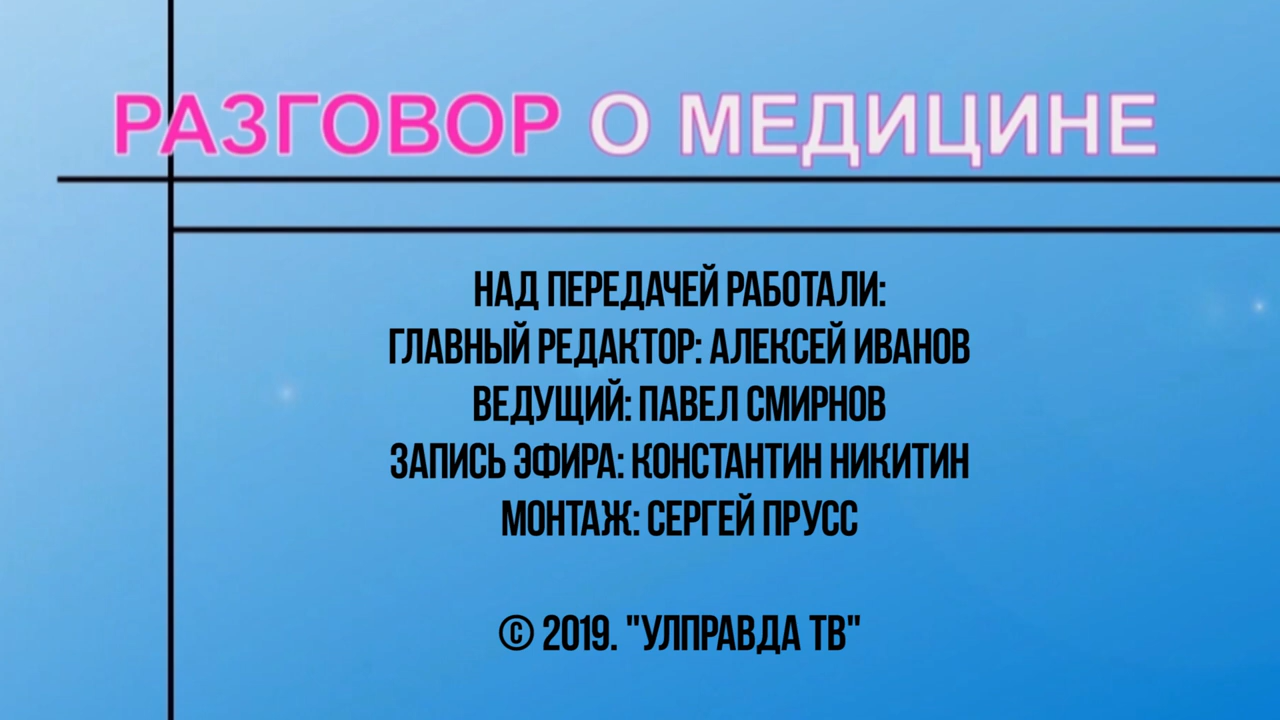 РАЗГОВОР О МЕДИЦИНЕ
НАД ПЕРЕДАЧЕЙ РАБОТАЛИ:
ГЛАВНЫЙ РЕДАКТОР: АЛЕКСЕЙ ИВАНОВ
ВЕДУЩИЙ: ПАВЕЛ СМИРНОВ
ЗАПИСЬ ЭФИРА: КОНСТАНТИН НИКИТИН
МОНТАЖ: СЕРГЕЙ ПРУСС
© 2019. "УЛПРАВДА ТВ"